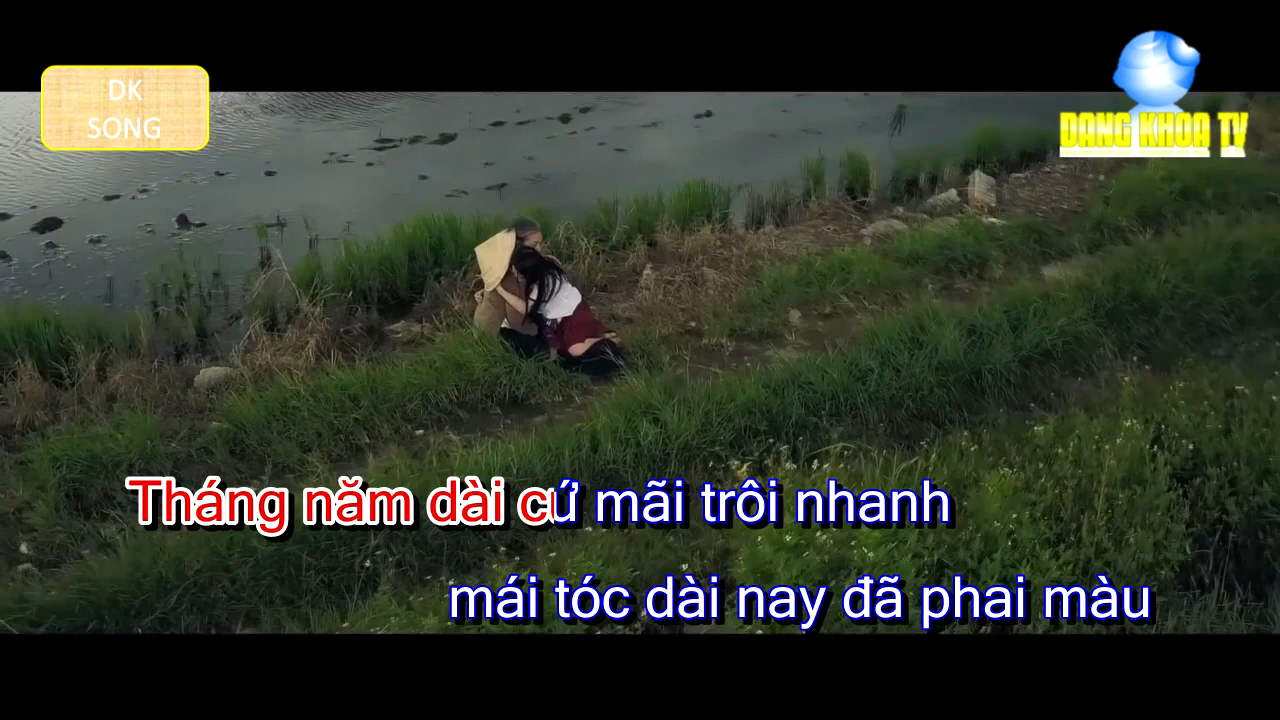 DK
SONG
DANG KHOA TV
Tháng năm dài cứ mãi trôi nhanh
mái tóc dài nay đã phai màu